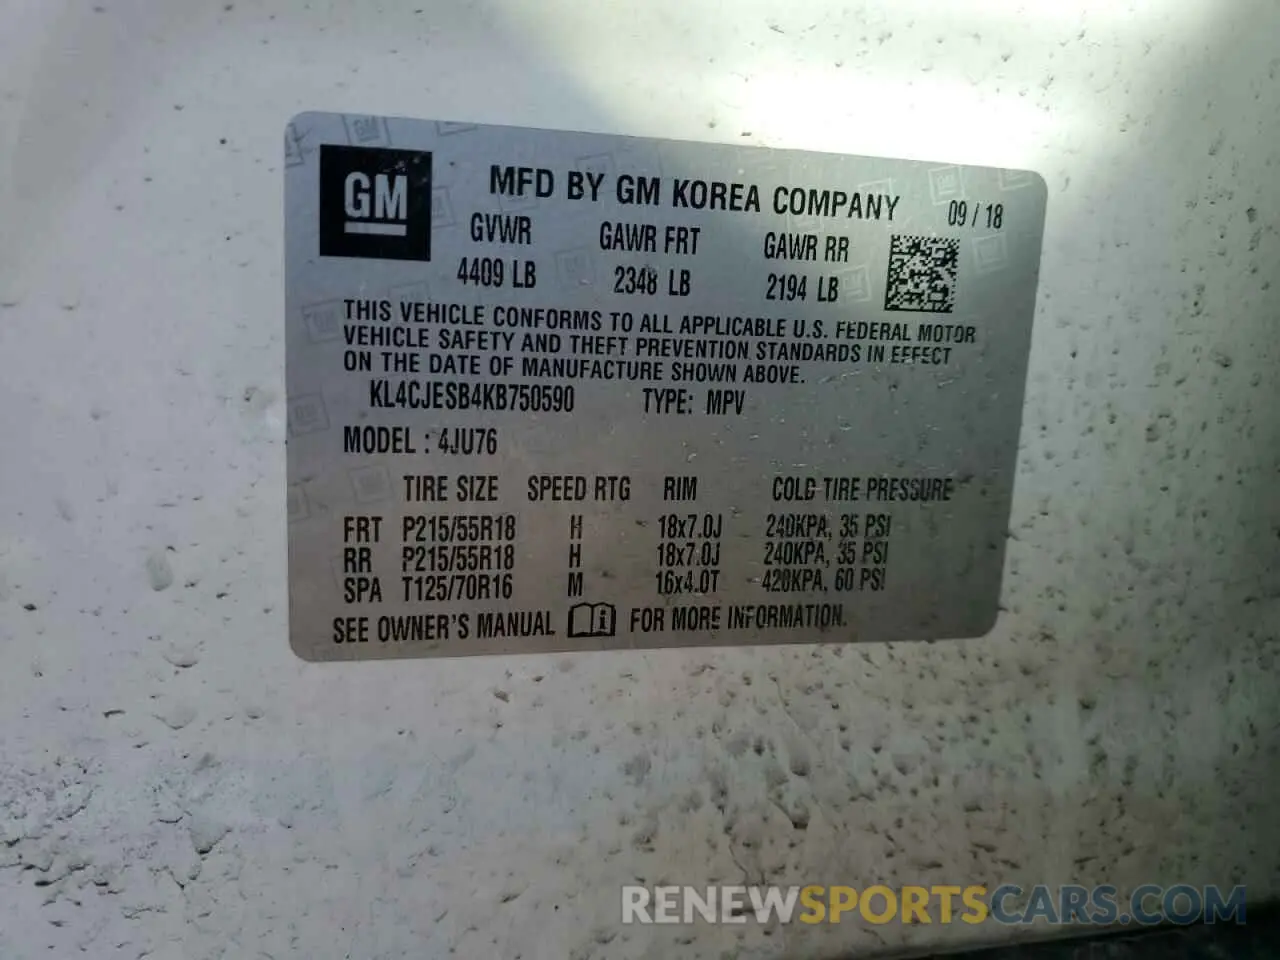 GM
MFD BY GM KOREA COMPANY 09 / 18
GVWR GAWR FRT GAWR RR
4409 LB 2348 LB 2194 LB
THIS VEHICLE CONFORMS TO ALL APPLICABLE U.S. FEDERAL MOTOR
VEHICLE SAFETY AND THEFT PREVENTION STANDARDS IN EFFECT
ON THE DATE OF MANUFACTURE SHOWN ABOVE.
KL4CJESB4KB750590 TYPE: MPV
MODEL : 4JU76
TIRE SIZE SPEED RTG RIM COLD TIRE PRESSURE
FRT P215/55R18 H 18x7.0J 240KPA, 35 PSI
RR P215/55R18 H 18x7.0J 240KPA, 35 PSI
SPA T125/70R16 M 16x4.0T 420KPA, 60 PSI
SEE OWNER'S MANUAL i FOR MORE INFORMATION.
RENEWSPORTSCARS.COM